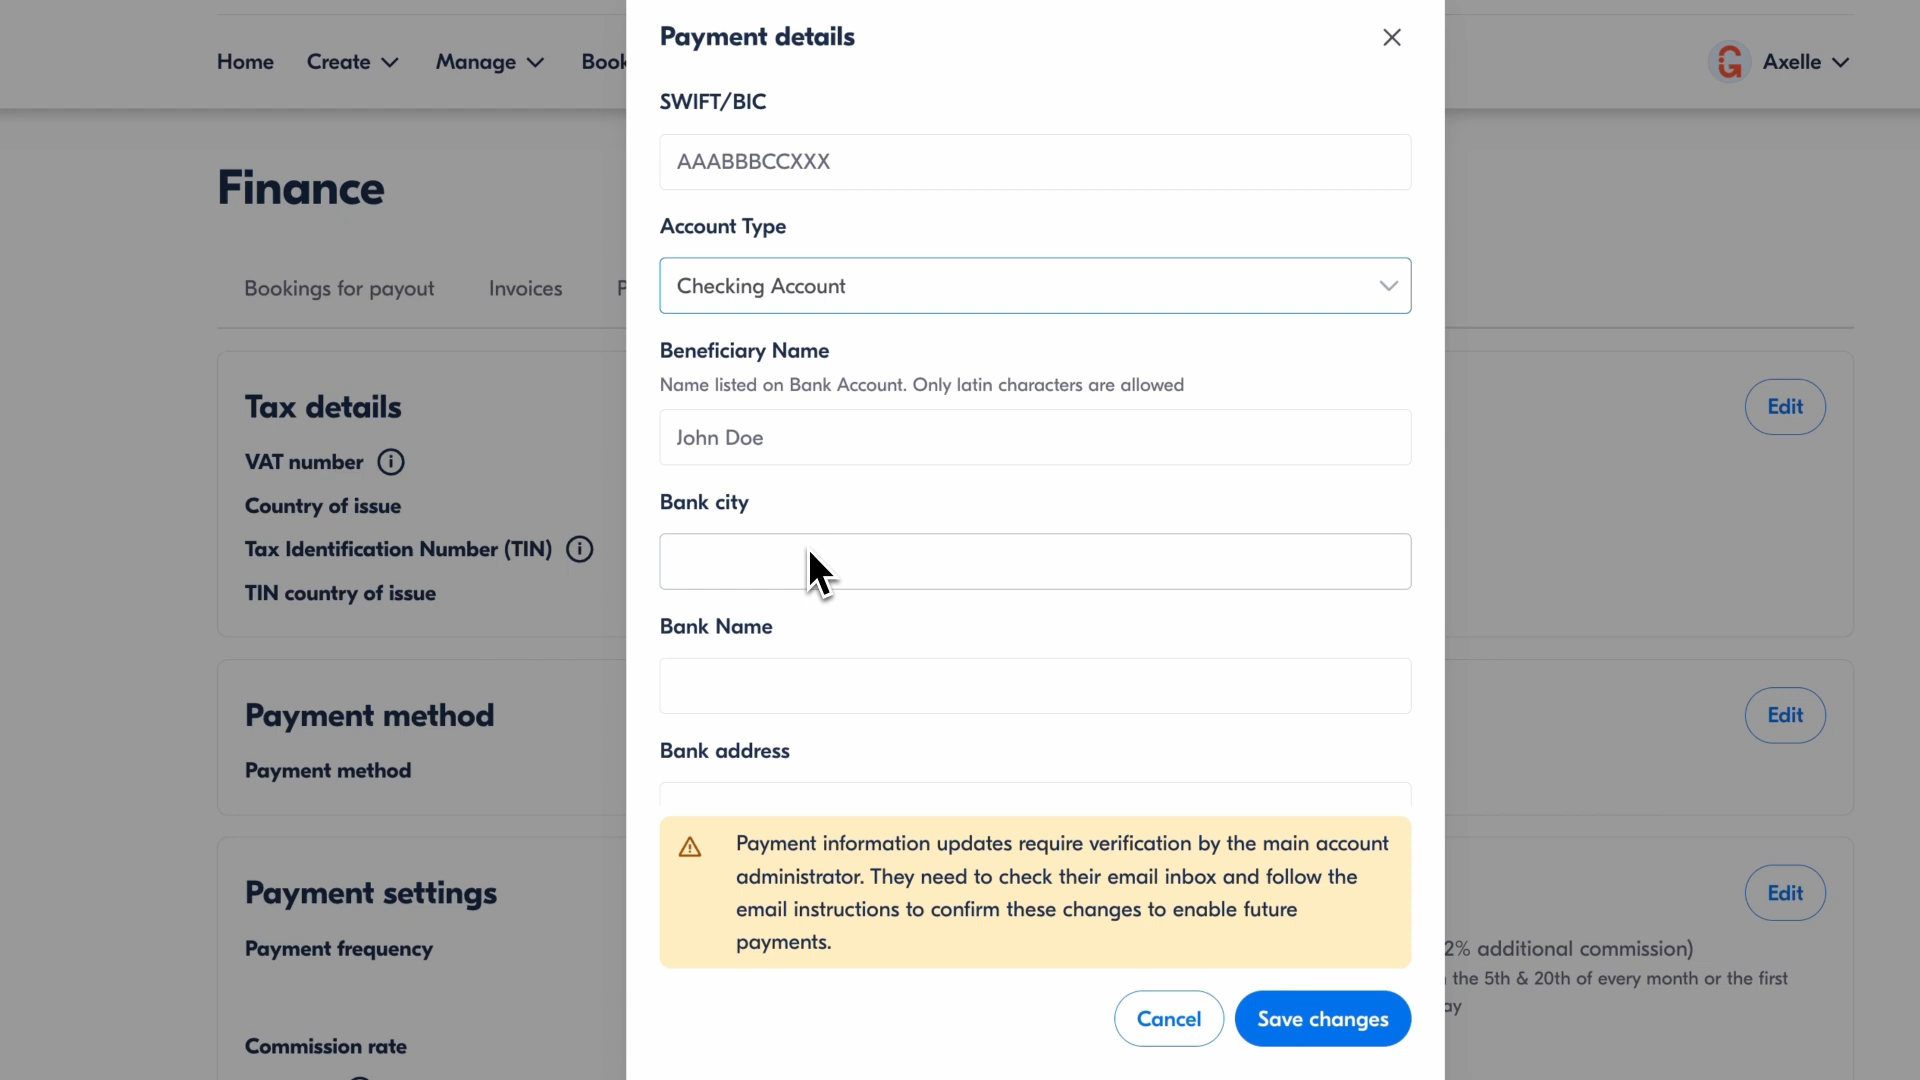 Home
Create
Manage
Axelle
Finance
Bookings for payout
Invoices
Tax details
Edit
VAT number
Country of issue
Tax Identification Number (TIN)
TIN country of issue
Payment method
Edit
Payment method
Payment settings
Edit
Payment frequency
2% additional commission)
the 5th & 20th of every month or the first
Commission rate
Payment details
SWIFT/BIC
AAABBBCCXXX
Account Type
Checking Account
Beneficiary Name
Name listed on Bank Account. Only latin characters are allowed
John Doe
Bank city
Bank Name
Bank address
Payment information updates require verification by the main account
administrator. They need to check their email inbox and follow the
email instructions to confirm these changes to enable future
payments.
Cancel
Save changes